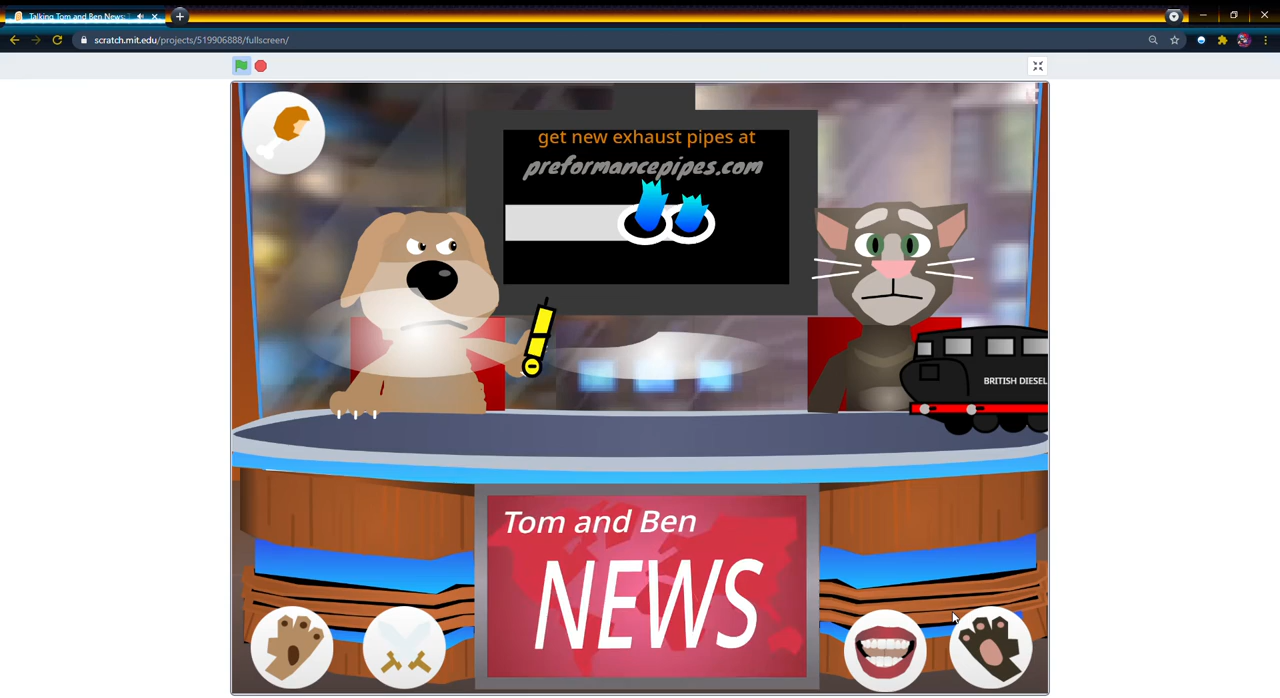 Talking Tom and Ben News:
scratch.mit.edu/projects/519906888/fullscreen/
get new exhaust pipes at
preformancepipes.com
BRITISH DIESEL
Tom and Ben
NEWS